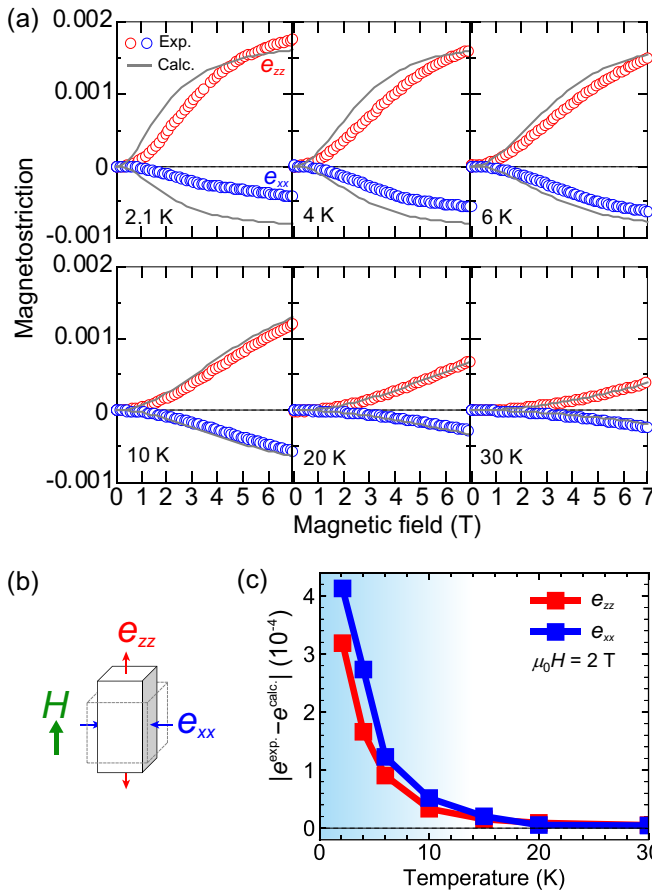 (a)
Magnetostriction
0.002
0.001
0
-0.001
Exp.
Calc.
e_zz
e_xx
2.1 K
4 K
6 K
0.002
0.001
0
-0.001
10 K
20 K
30 K
0 1 2 3 4 5 6 0 1 2 3 4 5 6 0 1 2 3 4 5 6 7
Magnetic field (T)
(b)
e_zz
H
e_xx
(c)
|e^exp.−e^calc.| (10^-4)
4
3
2
1
0
e_zz
e_xx
μ_0H = 2 T
0 10 20 30
Temperature (K)